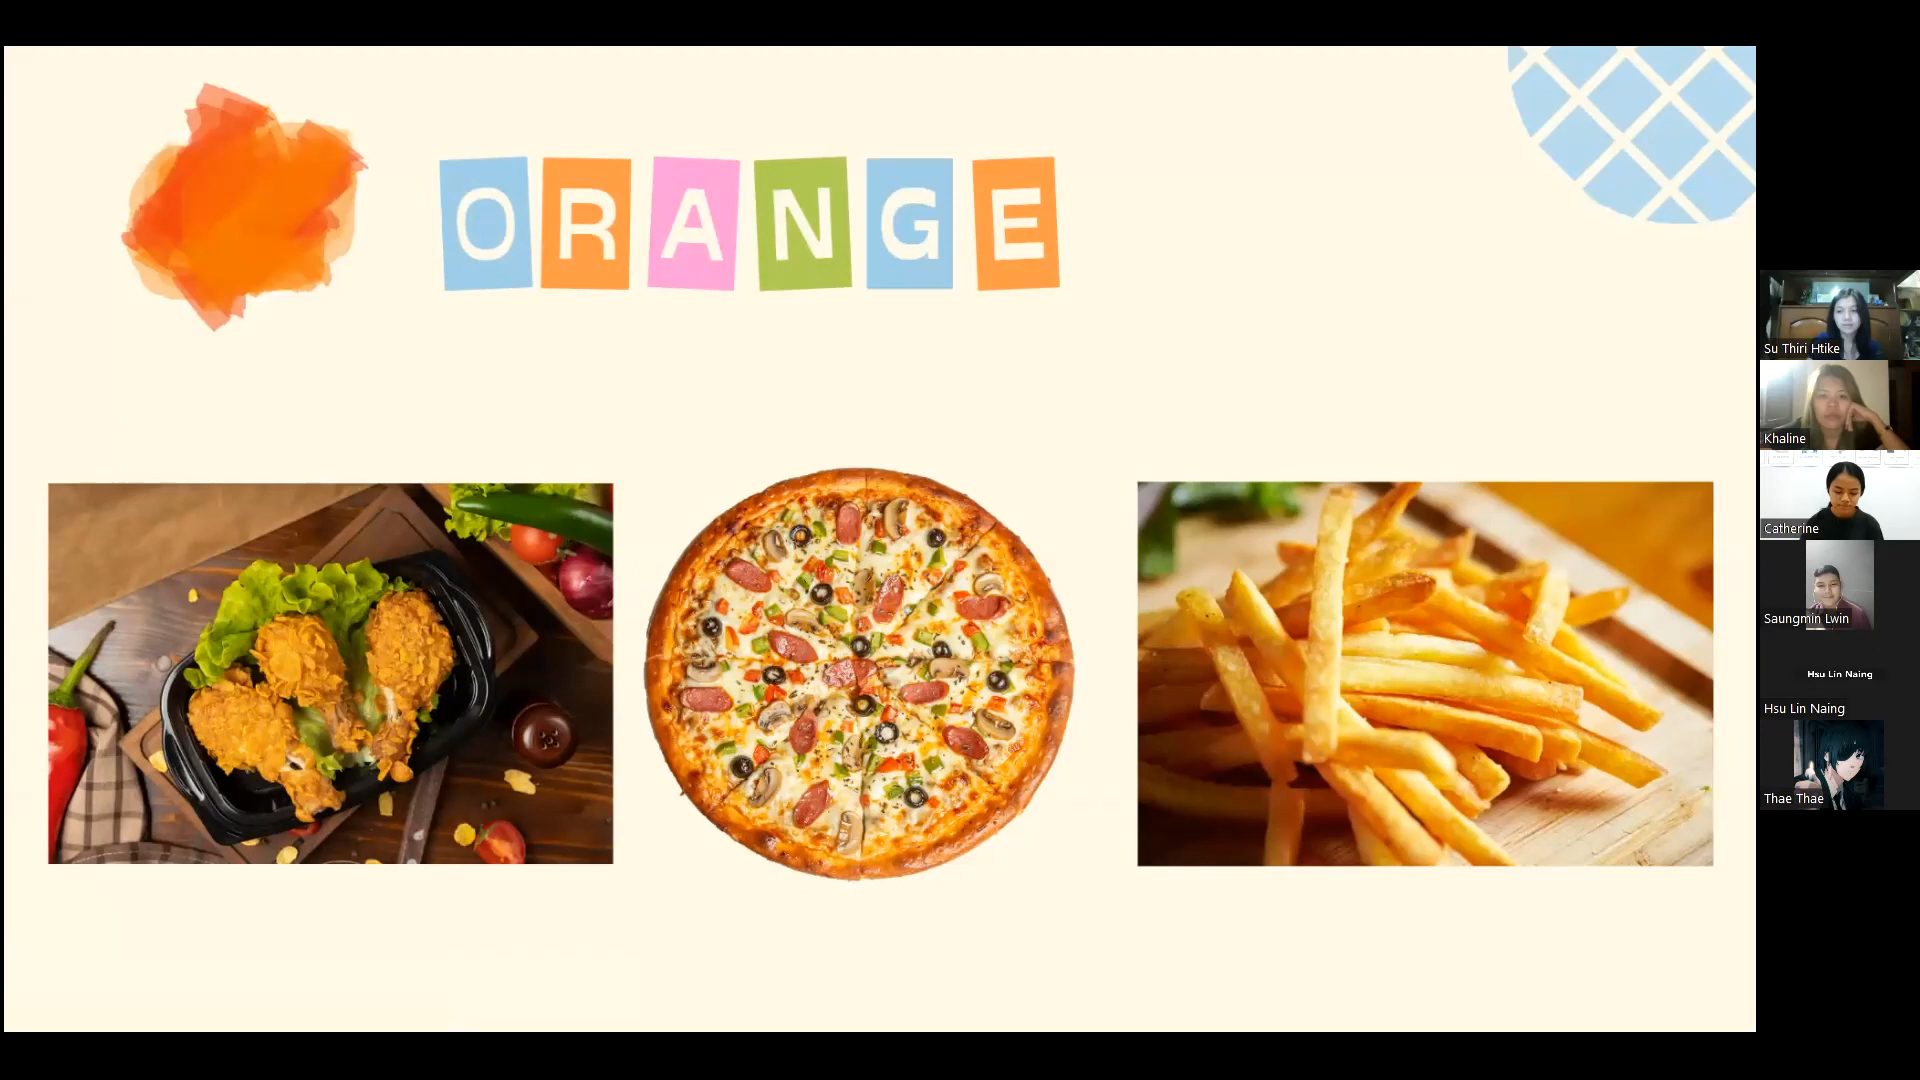 ORANGE
Su Thiri Htike
Khaline
Catherine
Saungmin Lwin
Hsu Lin Naing
Hsu Lin Naing
Thae Thae